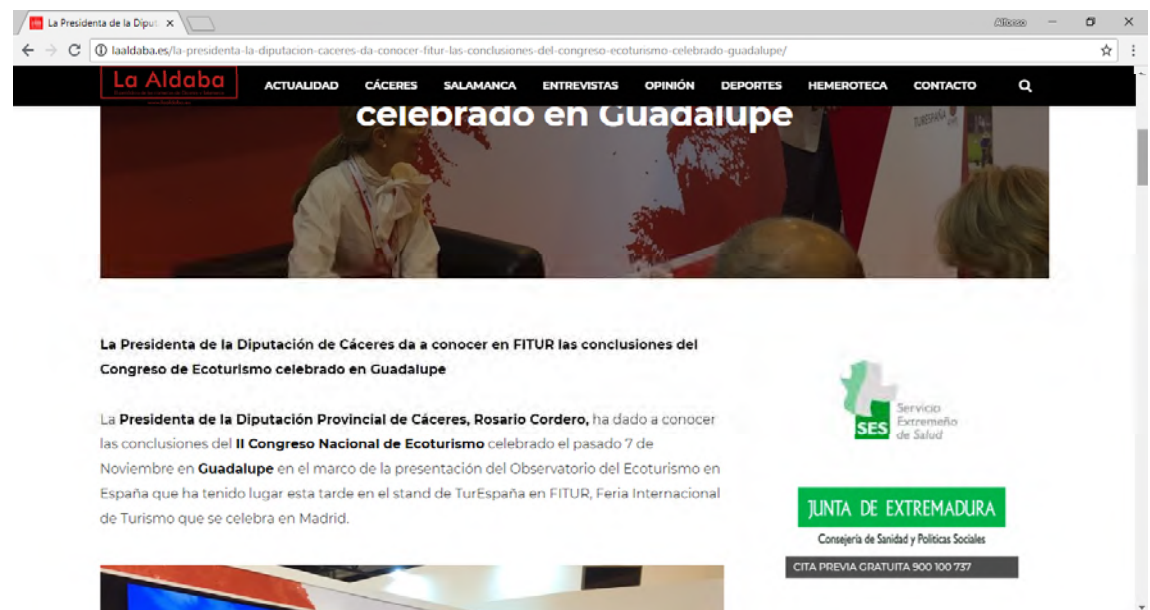 La Presidenta de la Diput
Alfonso
laaldaba.es/la-presidenta-la-diputacion-caceres-da-conocer-fitur-las-conclusiones-del-congreso-ecoturismo-celebrado-guadalupe/
La Aldaba
ACTUALIDAD CÁCERES SALAMANCA ENTREVISTAS OPINIÓN DEPORTES HEMEROTECA CONTACTO
celebrado en Guadalupe
TURESPAÑA
La Presidenta de la Diputación de Cáceres da a conocer en FITUR las conclusiones del
Congreso de Ecoturismo celebrado en Guadalupe
La Presidenta de la Diputación Provincial de Cáceres, Rosario Cordero, ha dado a conocer
las conclusiones del II Congreso Nacional de Ecoturismo celebrado el pasado 7 de
Noviembre en Guadalupe en el marco de la presentación del Observatorio del Ecoturismo en
España que ha tenido lugar esta tarde en el stand de TurEspaña en FITUR, Feria Internacional
de Turismo que se celebra en Madrid.
SES
Servicio
Extremeño
de Salud
JUNTA DE EXTREMADURA
Consejería de Sanidad y Políticas Sociales
CITA PREVIA GRATUITA 900 100 737